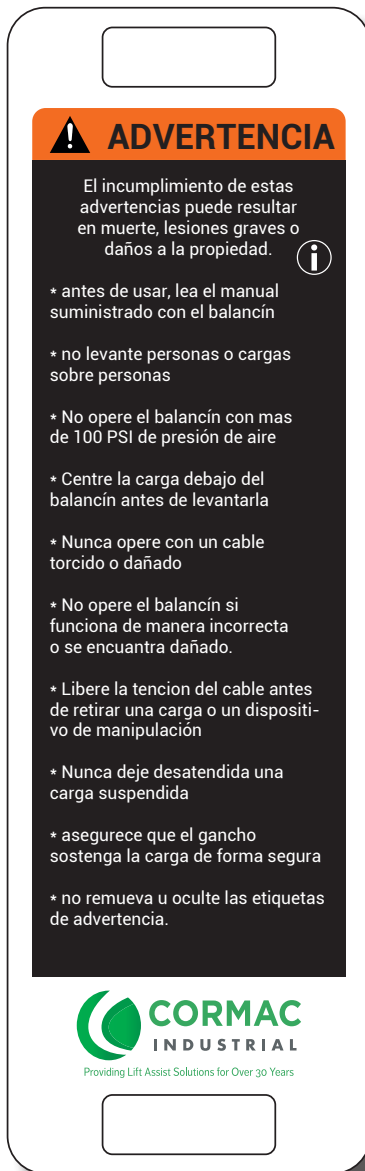 ADVERTENCIA
El incumplimiento de estas
advertencias puede resultar
en muerte, lesiones graves o
daños a la propiedad.
* antes de usar, lea el manual
suministrado con el balancín
* no levante personas o cargas
sobre personas
* No opere el balancín con mas
de 100 PSI de presión de aire
* Centre la carga debajo del
balancín antes de levantarla
* Nunca opere con un cable
torcido o dañado
* No opere el balancín si
funciona de manera incorrecta
o se encuantra dañado.
* Libere la tencion del cable antes
de retirar una carga o un dispositi-
vo de manipulación
* Nunca deje desatendida una
carga suspendida
* asegurece que el gancho
sostenga la carga de forma segura
* no remueva u oculte las etiquetas
de advertencia.
CORMAC
INDUSTRIAL
Providing Lift Assist Solutions for Over 30 Years